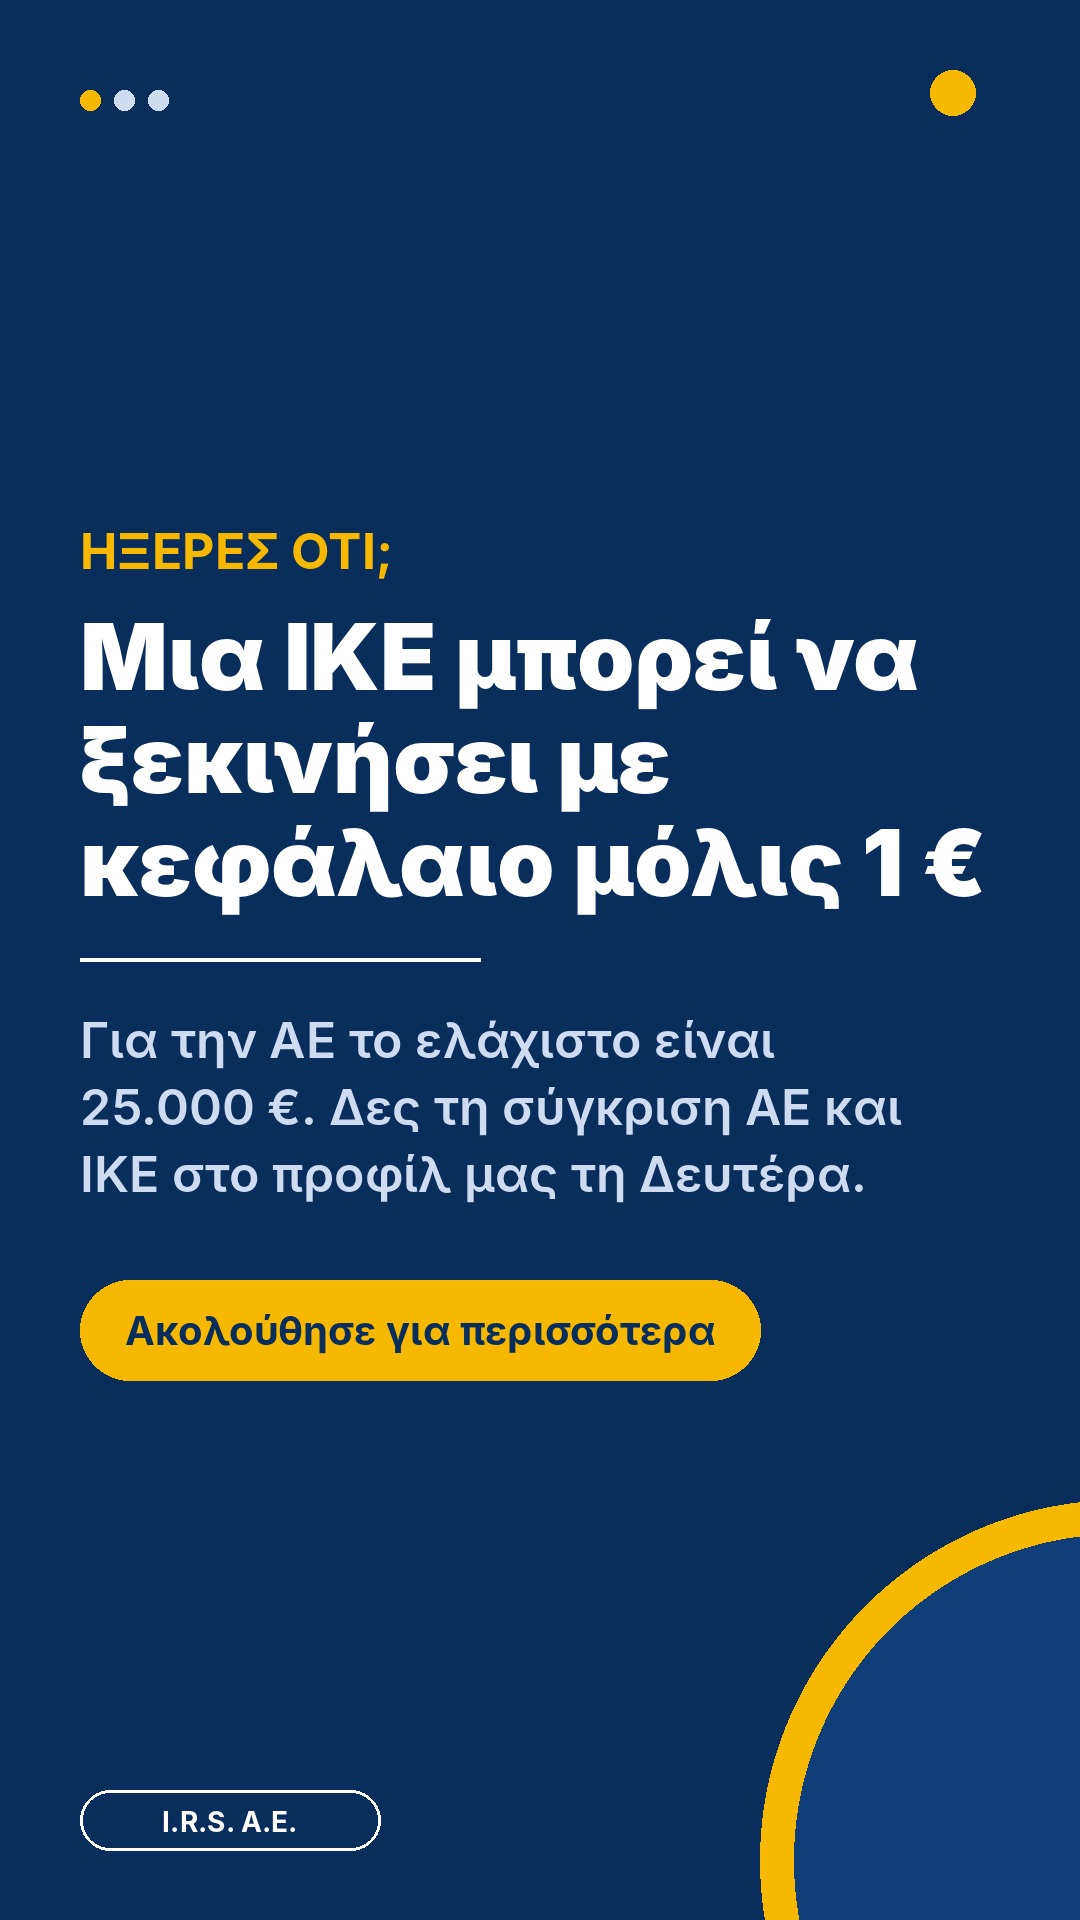 ΗΞΕΡΕΣ ΟΤΙ;
Μια ΙΚΕ μπορεί να
ξεκινήσει με
κεφάλαιο μόλις 1 €
Για την ΑΕ το ελάχιστο είναι
25.000 €. Δες τη σύγκριση ΑΕ και
ΙΚΕ στο προφίλ μας τη Δευτέρα.
Ακολούθησε για περισσότερα
I.R.S. A.E.